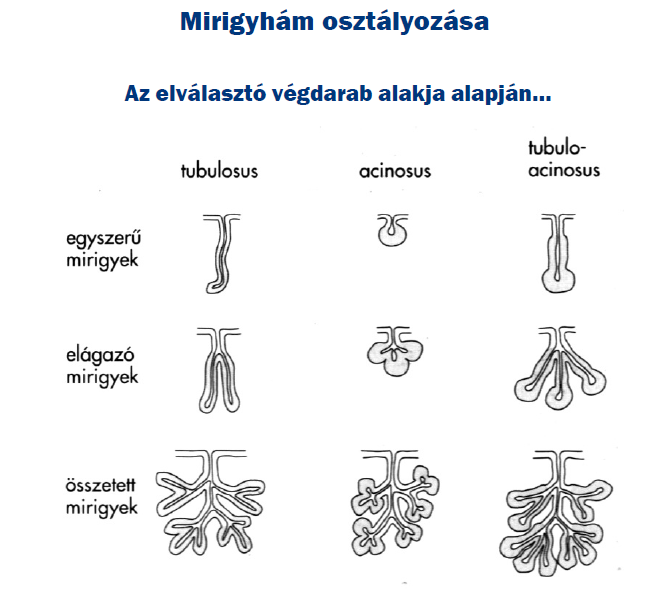 Mirigyhám osztályozása
Az elválasztó végdarab alakja alapján...
tubulosus
acinosus
tubulo-
acinosus
egyszerű
mirigyek
elágazó
mirigyek
összetett
mirigyek